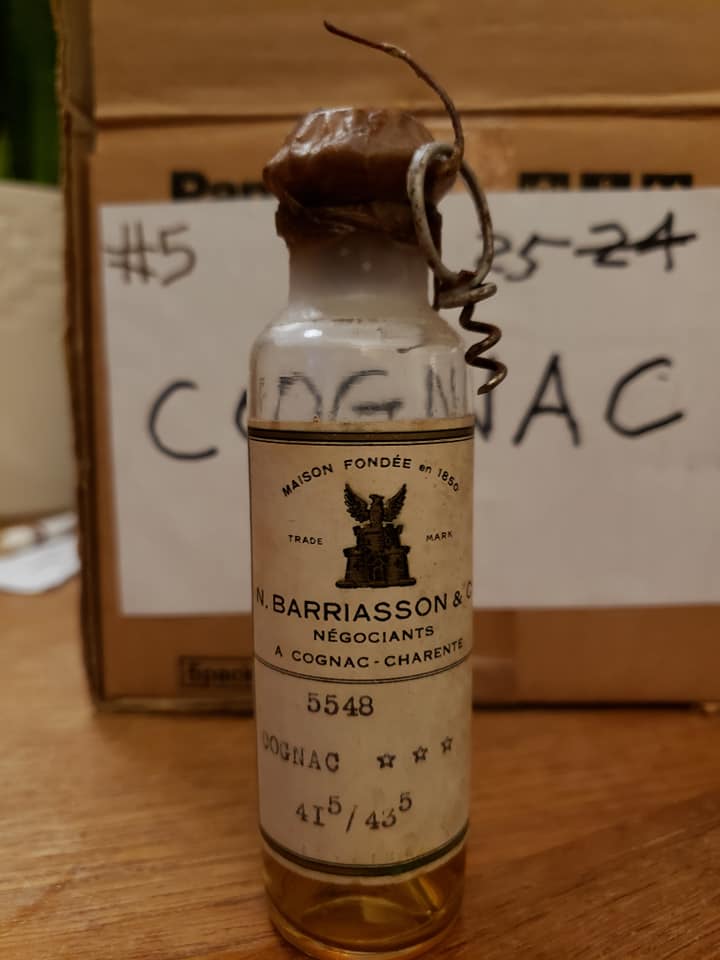 #5
25 24
COGNAC
MAISON FONDÉE en 1850
TRADE MARK
N. BARRIASSON & C
NÉGOCIANTS
A COGNAC-CHARENTE
5548
COGNAC ☆ ☆ ☆
41⁵/43⁵